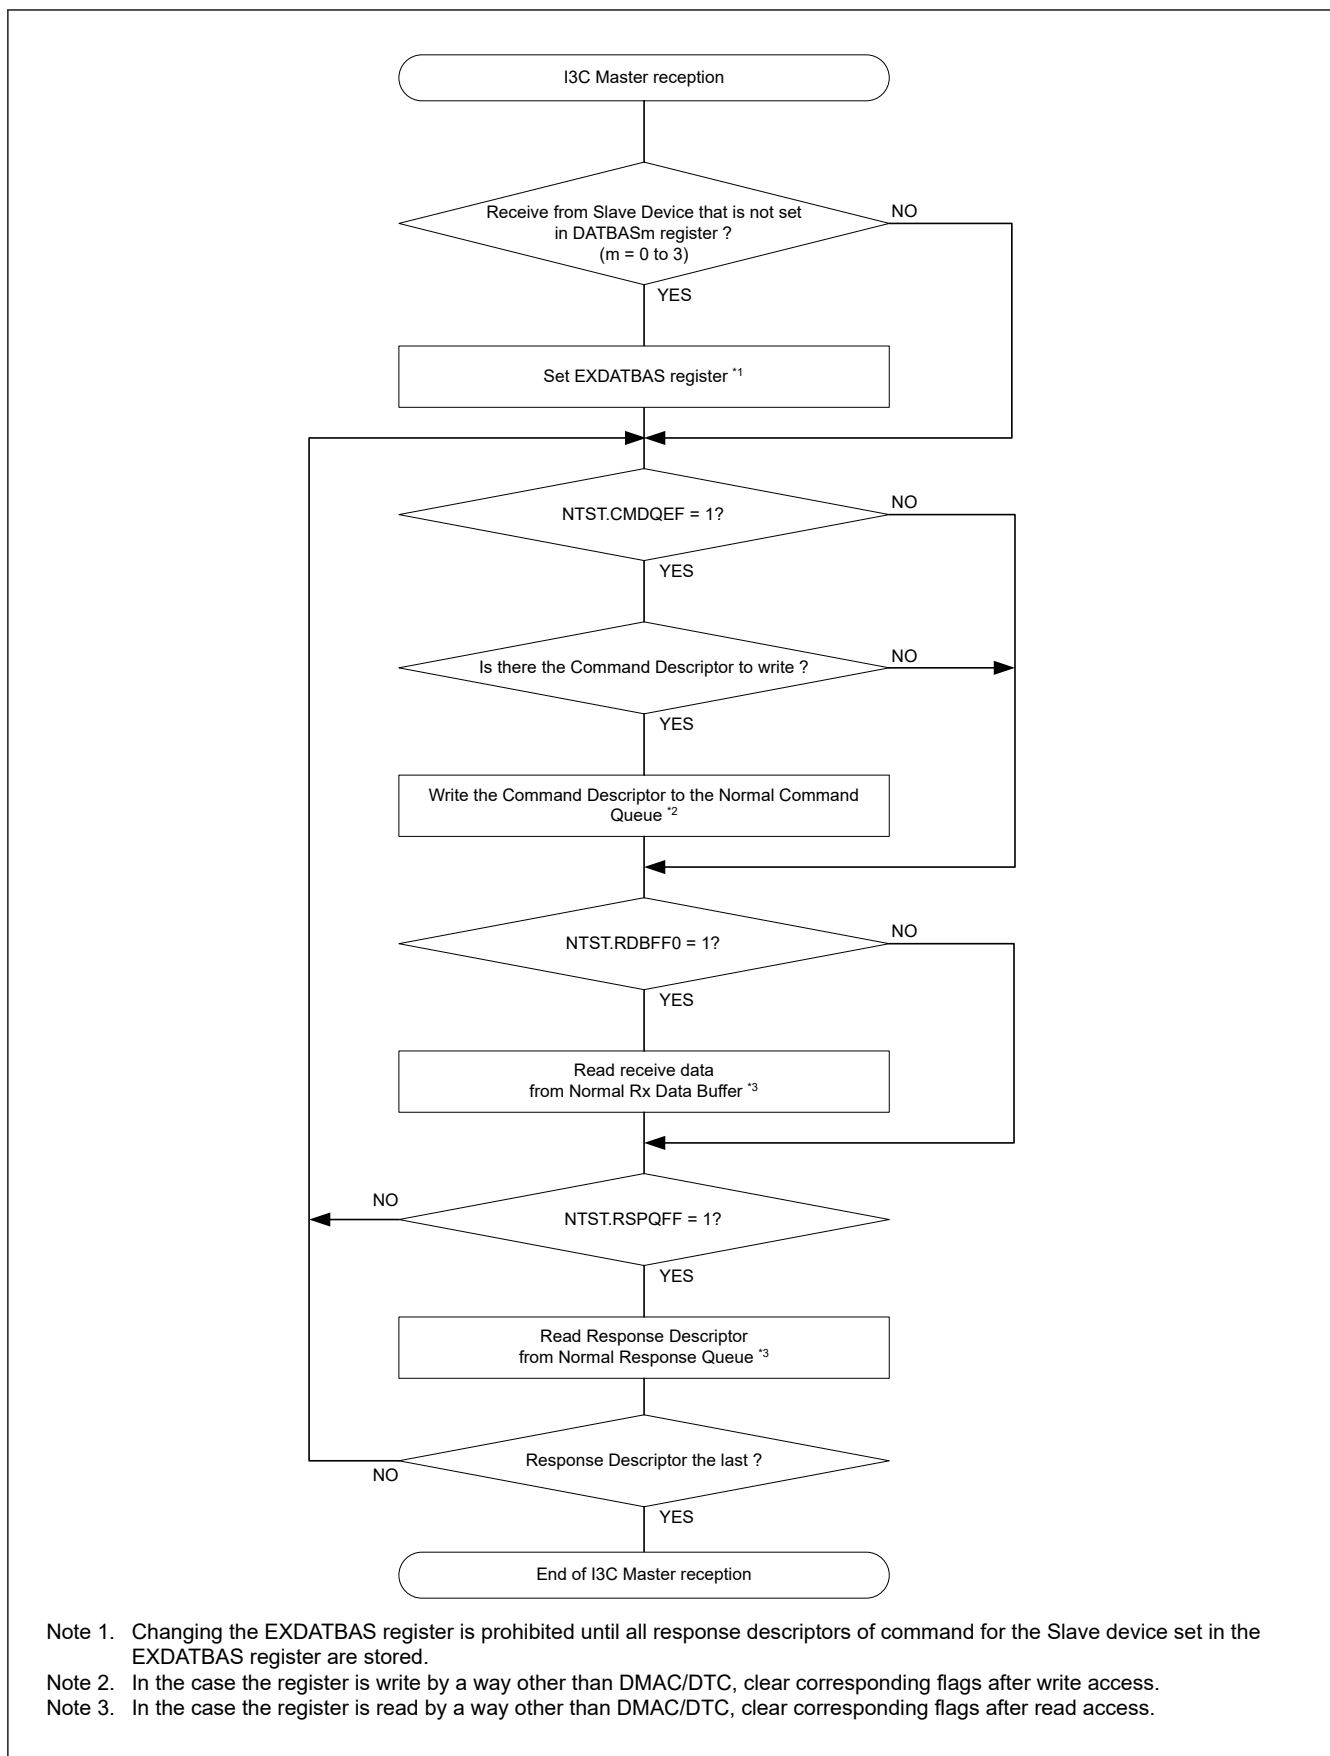 I3C Master reception
Receive from Slave Device that is not set
in DATBASm register ?
(m = 0 to 3)
NO
YES
Set EXDATBAS register *1
NTST.CMDQEF = 1?
NO
YES
Is there the Command Descriptor to write ?
NO
YES
Write the Command Descriptor to the Normal Command
Queue *2
NTST.RDBFF0 = 1?
NO
YES
Read receive data
from Normal Rx Data Buffer *3
NO
NTST.RSPQFF = 1?
YES
Read Response Descriptor
from Normal Response Queue *3
Response Descriptor the last ?
NO
YES
End of I3C Master reception
Note 1. Changing the EXDATBAS register is prohibited until all response descriptors of command for the Slave device set in the
EXDATBAS register are stored.
Note 2. In the case the register is write by a way other than DMAC/DTC, clear corresponding flags after write access.
Note 3. In the case the register is read by a way other than DMAC/DTC, clear corresponding flags after read access.